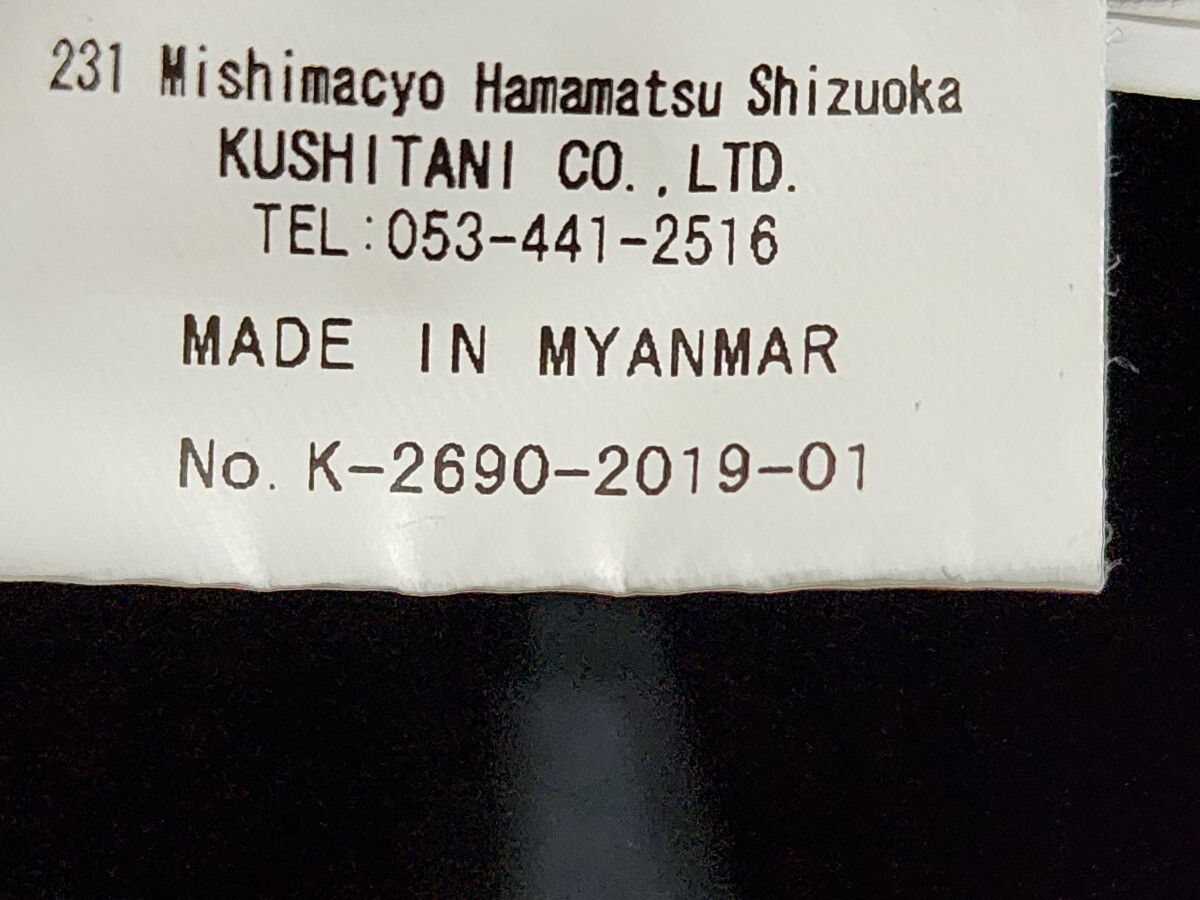 231 Mishimacyo Hamamatsu Shizuoka
KUSHITANI CO.,LTD.
TEL:053-441-2516
MADE IN MYANMAR
No. K-2690-2019-01